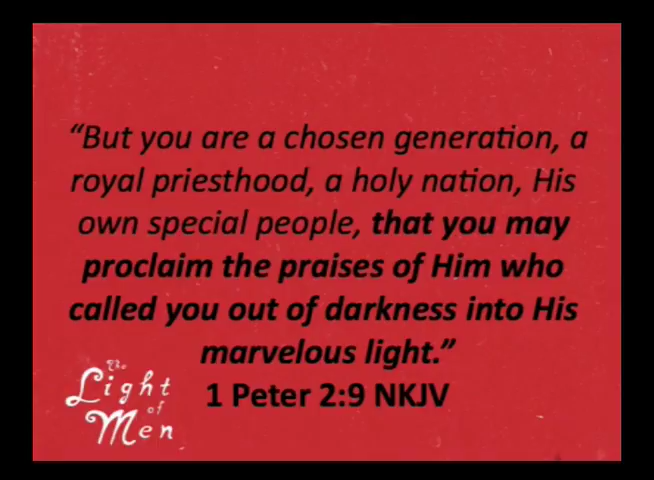 “But you are a chosen generation, a
royal priesthood, a holy nation, His
own special people, that you may
proclaim the praises of Him who
called you out of darkness into His
marvelous light.”
1 Peter 2:9 NKJV
The
Light
of
Men